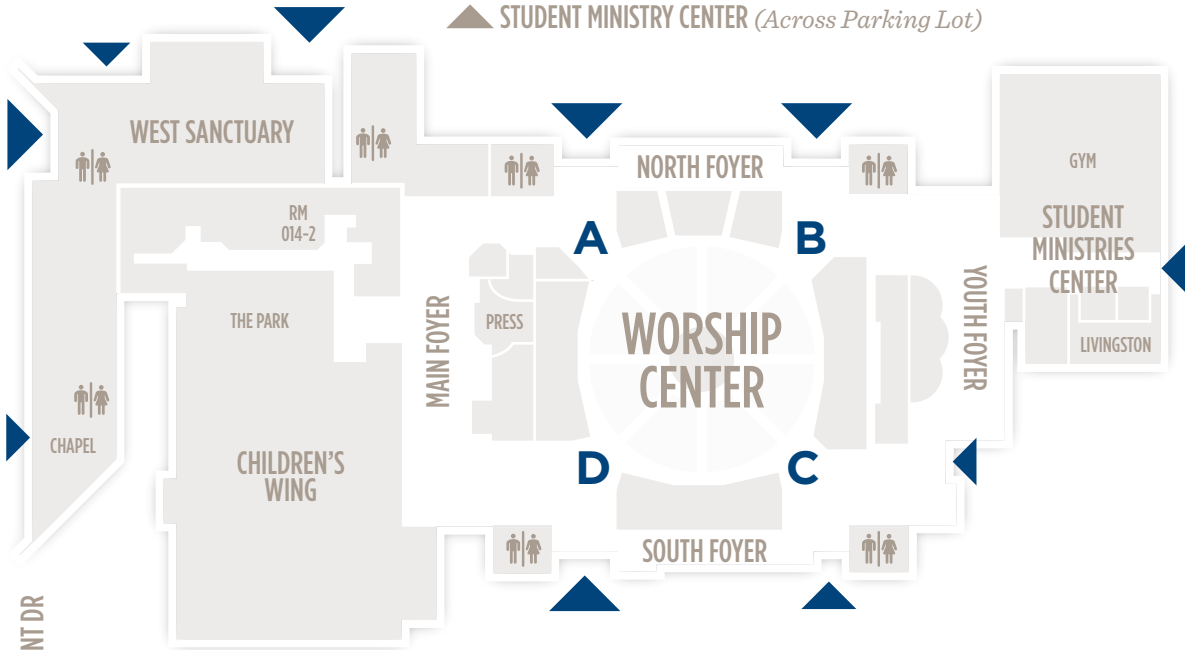 STUDENT MINISTRY CENTER (Across Parking Lot)
WEST SANCTUARY
NORTH FOYER
GYM
RM
014-2
STUDENT
MINISTRIES
CENTER
A
B
THE PARK
PRESS
MAIN FOYER
WORSHIP
CENTER
YOUTH FOYER
LIVINGSTON
CHAPEL
CHILDREN'S
WING
D
C
SOUTH FOYER
NT DR